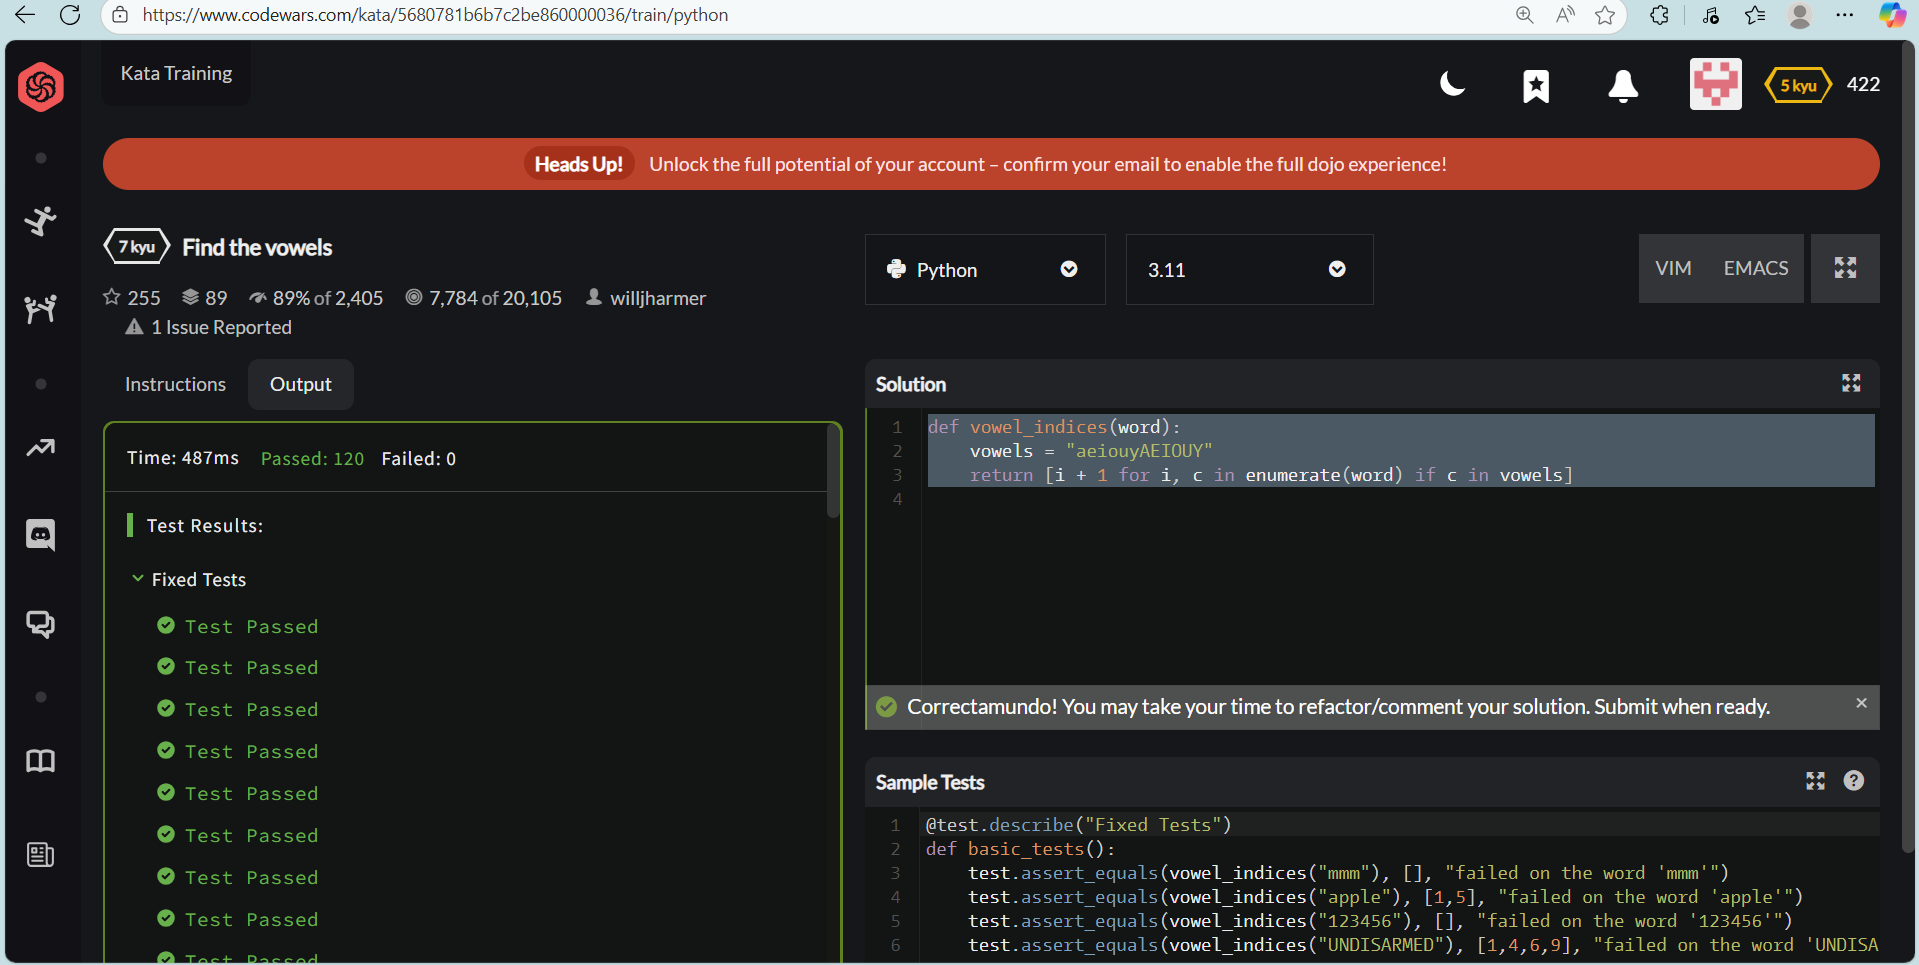 https://www.codewars.com/kata/5680781b6b7c2be860000036/train/python
Kata Training
5 kyu 422
Heads Up! Unlock the full potential of your account – confirm your email to enable the full dojo experience!
7 kyu Find the vowels
255 89 89% of 2,405 7,784 of 20,105 willjharmer
1 Issue Reported
Python 3.11 VIM EMACS
Instructions Output
Time: 487ms Passed: 120 Failed: 0
Test Results:
Fixed Tests
Test Passed
Test Passed
Test Passed
Test Passed
Test Passed
Test Passed
Test Passed
Test Passed
Test Passed
Solution
1 def vowel_indices(word):
2 vowels = "aeiouyAEIOUY"
3 return [i + 1 for i, c in enumerate(word) if c in vowels]
4
Correctamundo! You may take your time to refactor/comment your solution. Submit when ready.
Sample Tests
1 @test.describe("Fixed Tests")
2 def basic_tests():
3 test.assert_equals(vowel_indices("mmm"), [], "failed on the word 'mmm'")
4 test.assert_equals(vowel_indices("apple"), [1,5], "failed on the word 'apple'")
5 test.assert_equals(vowel_indices("123456"), [], "failed on the word '123456'")
6 test.assert_equals(vowel_indices("UNDISARMED"), [1,4,6,9], "failed on the word 'UNDISA